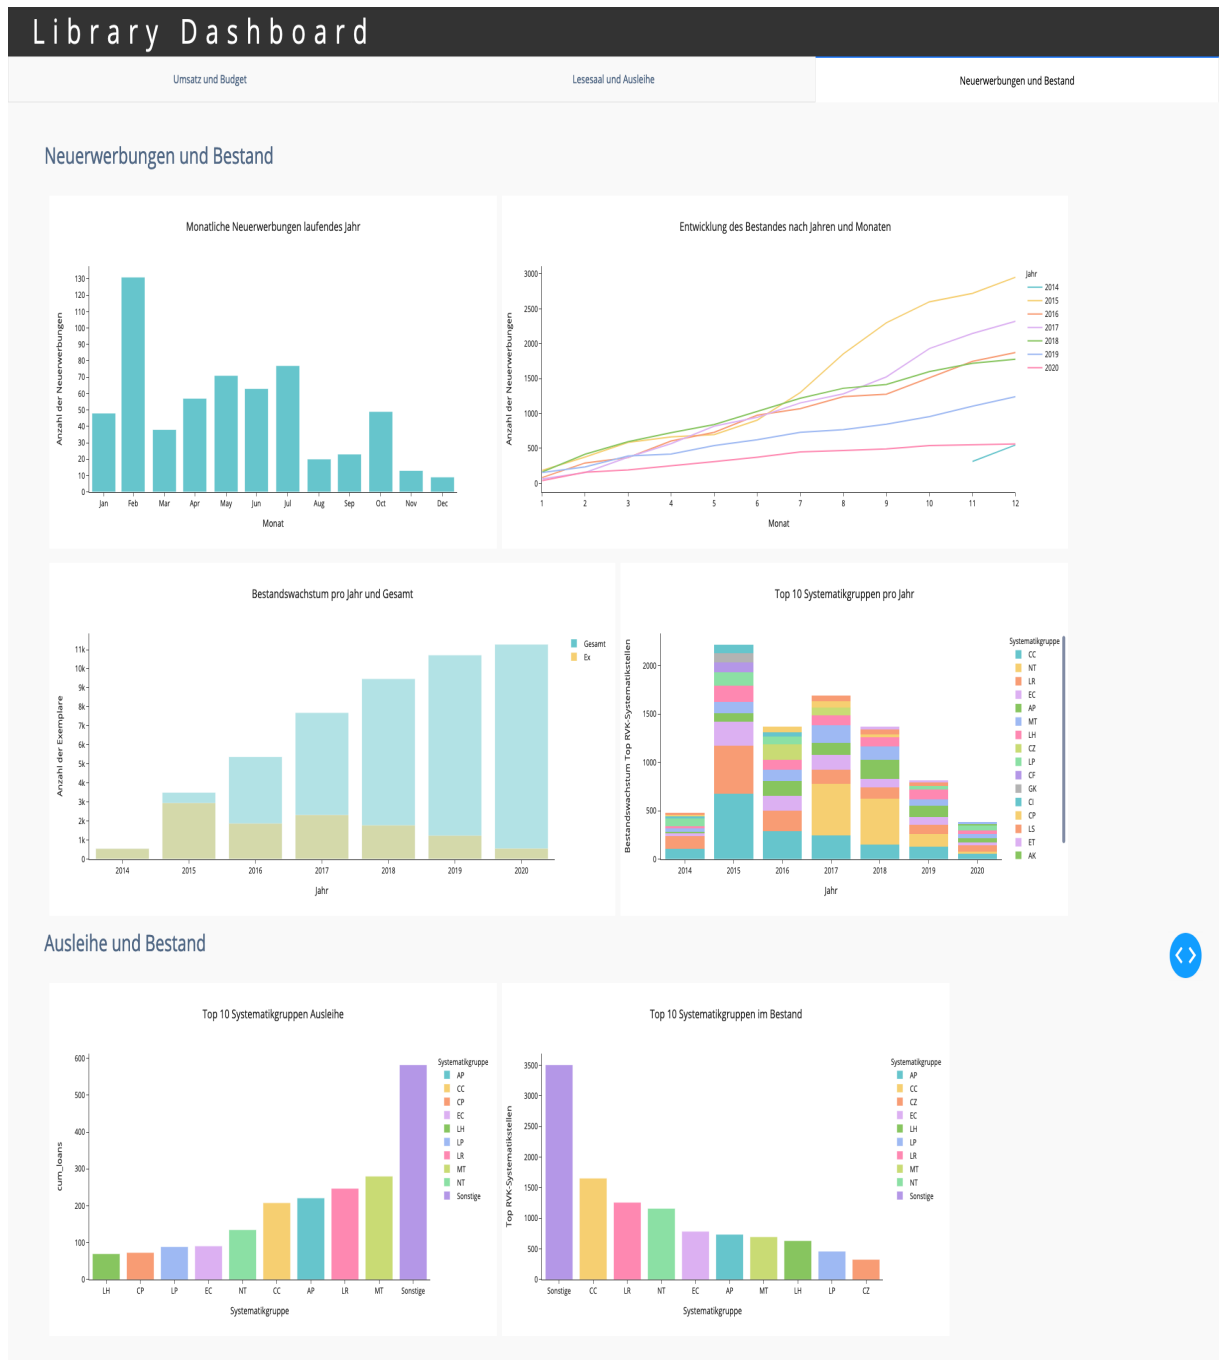 Library Dashboard
Umsatz und Budget
Lesesaal und Ausleihe
Neuerwerbungen und Bestand
Neuerwerbungen und Bestand
Monatliche Neuerwerbungen laufendes Jahr
Anzahl der Neuerwerbungen
130
120
110
100
90
80
70
60
50
40
30
20
10
0
Jan Feb Mar Apr May Jun Jul Aug Sep Oct Nov Dec
Monat
Entwicklung des Bestandes nach Jahren und Monaten
Anzahl der Neuerwerbungen
3000
2500
2000
1500
1000
500
0
1 2 3 4 5 6 7 8 9 10 11 12
Monat
Jahr
2014
2015
2016
2017
2018
2019
2020
Bestandswachstum pro Jahr und Gesamt
Anzahl der Exemplare
11k
10k
9k
8k
7k
6k
5k
4k
3k
2k
1k
0
2014 2015 2016 2017 2018 2019 2020
Jahr
Gesamt
Ex
Top 10 Systematikgruppen pro Jahr
Bestandswachstum Top RVK-Systematikstellen
2000
1500
1000
500
0
2014 2015 2016 2017 2018 2019 2020
Jahr
Systematikgruppe
CC
NT
LR
EC
AP
MT
LH
CZ
LP
CF
GK
CI
CP
LS
ET
AK
Ausleihe und Bestand
Top 10 Systematikgruppen Ausleihe
cum_loans
600
500
400
300
200
100
0
LH CP LP EC NT CC AP LR MT Sonstige
Systematikgruppe
Systematikgruppe
AP
CC
CP
EC
LH
LP
LR
MT
NT
Sonstige
Top 10 Systematikgruppen im Bestand
Top RVK-Systematikstellen
3500
3000
2500
2000
1500
1000
500
0
Sonstige CC LR NT EC AP MT LH LP CZ
Systematikgruppe
Systematikgruppe
AP
CC
CZ
EC
LH
LP
LR
MT
NT
Sonstige